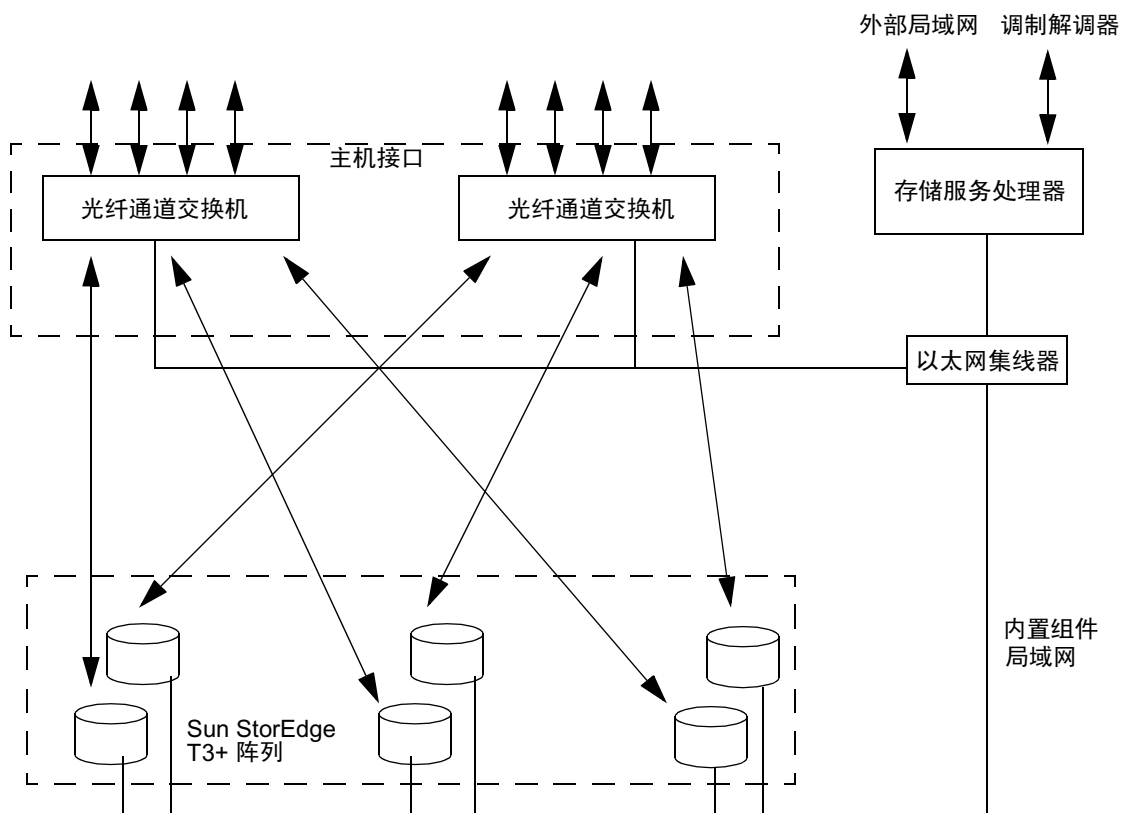 外部局域网 调制解调器
主机接口
光纤通道交换机 光纤通道交换机 存储服务处理器
以太网集线器
内置组件
局域网
Sun StorEdge
T3+ 阵列